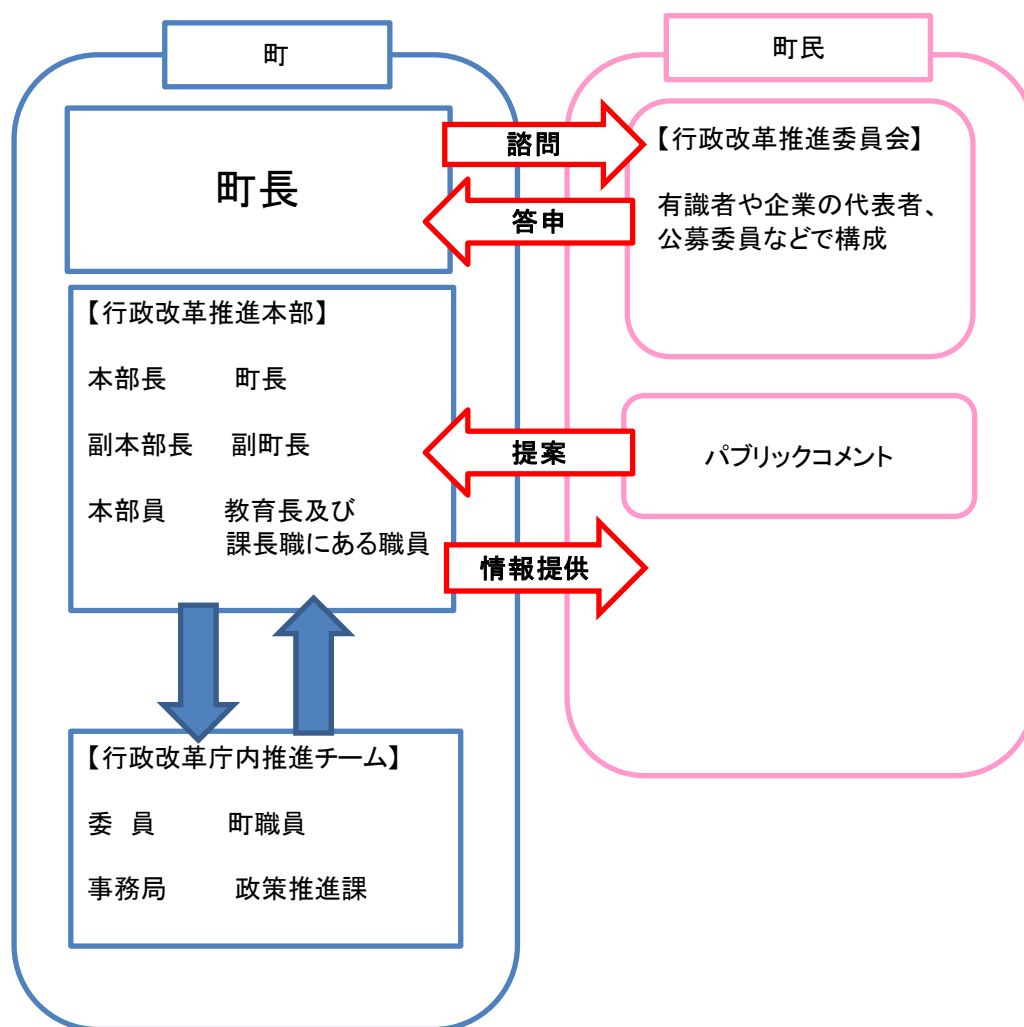 町
町長
【行政改革推進本部】
本部長 町長
副本部長 副町長
本部員 教育長及び
課長職にある職員
【行政改革庁内推進チーム】
委 員 町職員
事務局 政策推進課
諮問
答申
提案
情報提供
町民
【行政改革推進委員会】
有識者や企業の代表者、
公募委員などで構成
パブリックコメント